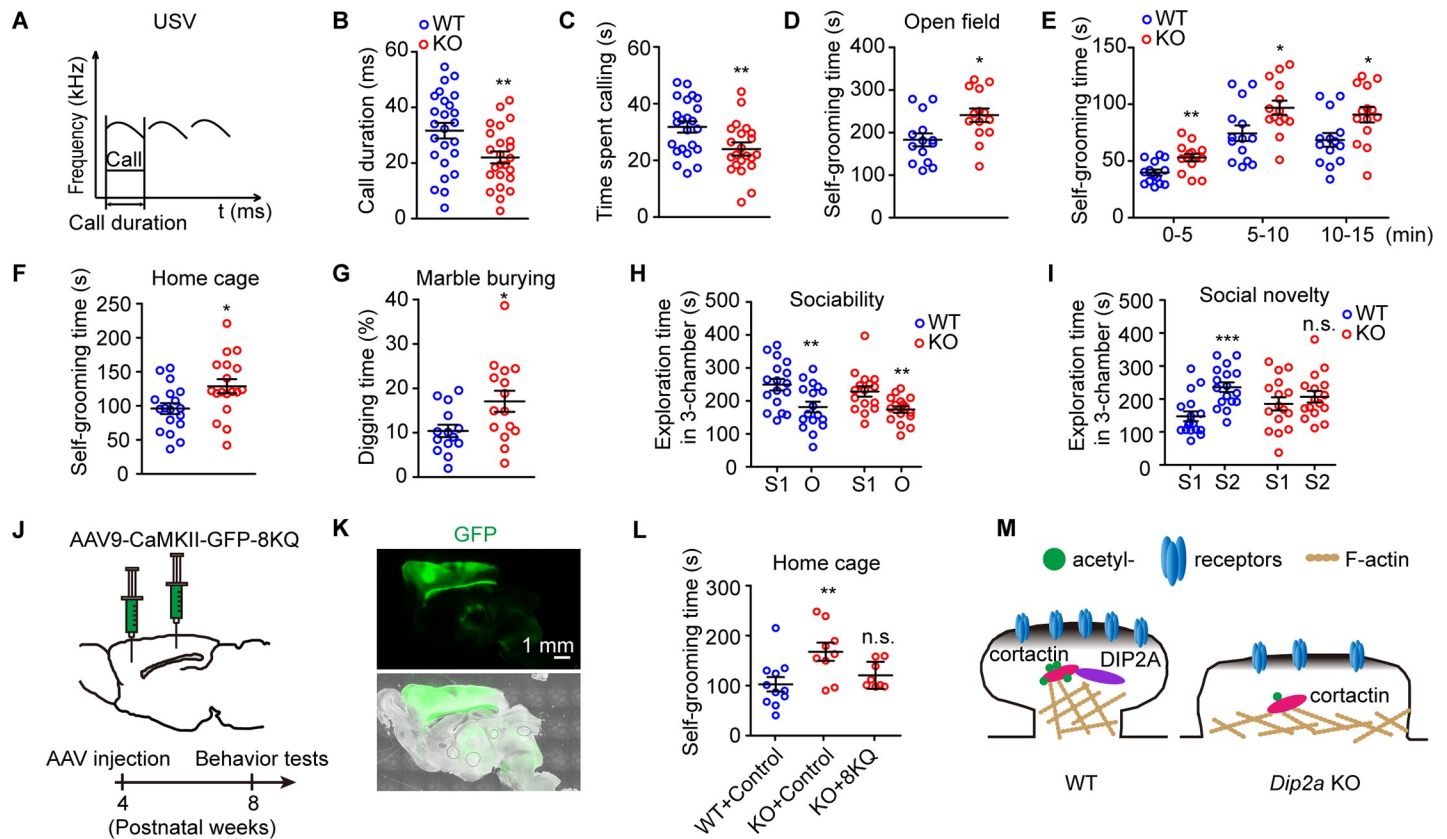 A
USV
Frequency (kHz)
Call
Call duration
t (ms)
B
WT
KO
Call duration (ms)
60
40
20
0
**
C
Time spent calling (s)
60
40
20
0
**
D
Open field
Self-grooming time (s)
400
300
200
100
0
*
E
WT
KO
Self-grooming time (s)
150
100
50
0
**
*
*
0-5
5-10
10-15
(min)
F
Home cage
Self-grooming time (s)
250
200
150
100
50
0
*
G
Marble burying
Digging time (%)
40
30
20
10
0
*
H
Sociability
WT
KO
Exploration time
in 3-chamber (s)
500
400
300
200
100
0
**
**
S1
O
S1
O
I
Social novelty
WT
KO
Exploration time
in 3-chamber (s)
500
400
300
200
100
0
***
n.s.
S1
S2
S1
S2
J
AAV9-CaMKII-GFP-8KQ
AAV injection
Behavior tests
4
8
(Postnatal weeks)
K
GFP
1 mm
L
Home cage
Self-grooming time (s)
300
200
100
0
**
n.s.
WT+Control
KO+Control
KO+8KQ
M
acetyl-
receptors
F-actin
cortactin
DIP2A
cortactin
WT
Dip2a KO